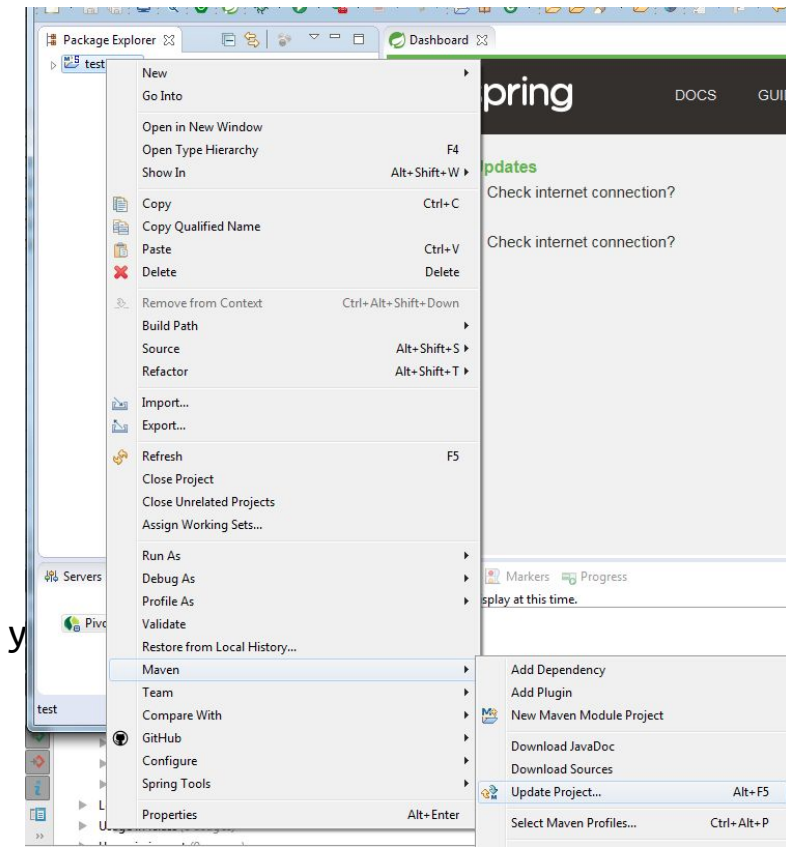 Package Explorer
Dashboard
test
New
Go Into
Open in New Window
Open Type Hierarchy F4
Show In Alt+Shift+W
Copy Ctrl+C
Copy Qualified Name
Paste Ctrl+V
Delete Delete
Remove from Context Ctrl+Alt+Shift+Down
Build Path
Source Alt+Shift+S
Refactor Alt+Shift+T
Import...
Export...
Refresh F5
Close Project
Close Unrelated Projects
Assign Working Sets...
Run As
Debug As
Profile As
Validate
Restore from Local History...
Maven
Team
Compare With
GitHub
Configure
Spring Tools
Properties Alt+Enter
pring DOCS GUI
pdates
Check internet connection?
Check internet connection?
Servers
Pivo
y
test
L
Markers Progress
splay at this time.
Add Dependency
Add Plugin
New Maven Module Project
Download JavaDoc
Download Sources
Update Project... Alt+F5
Select Maven Profiles... Ctrl+Alt+P